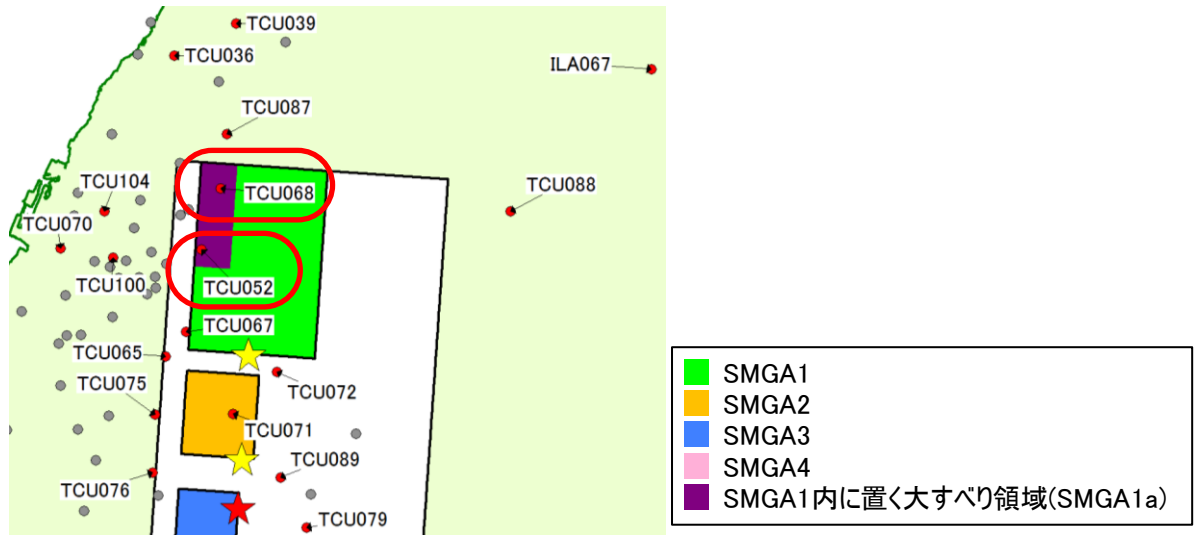 TCU039
TCU036
ILA067
TCU087
TCU104
TCU068
TCU088
TCU070
TCU100
TCU052
TCU067
TCU065
TCU075
TCU072
TCU071
TCU089
TCU076
TCU079
SMGA1
SMGA2
SMGA3
SMGA4
SMGA1内に置く大すべり領域(SMGA1a)